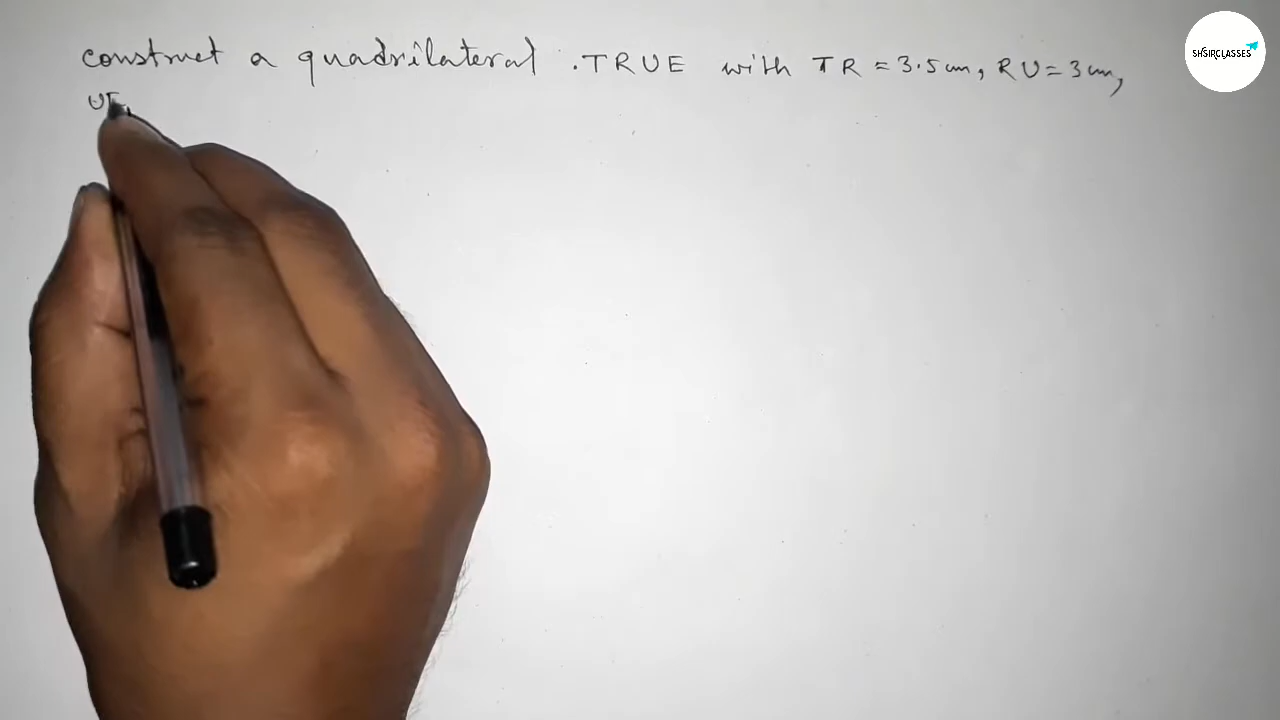 construct a quadrilateral .TRUE with TR = 3.5 cm, RU = 3 cm,
SHSIRCLASSES